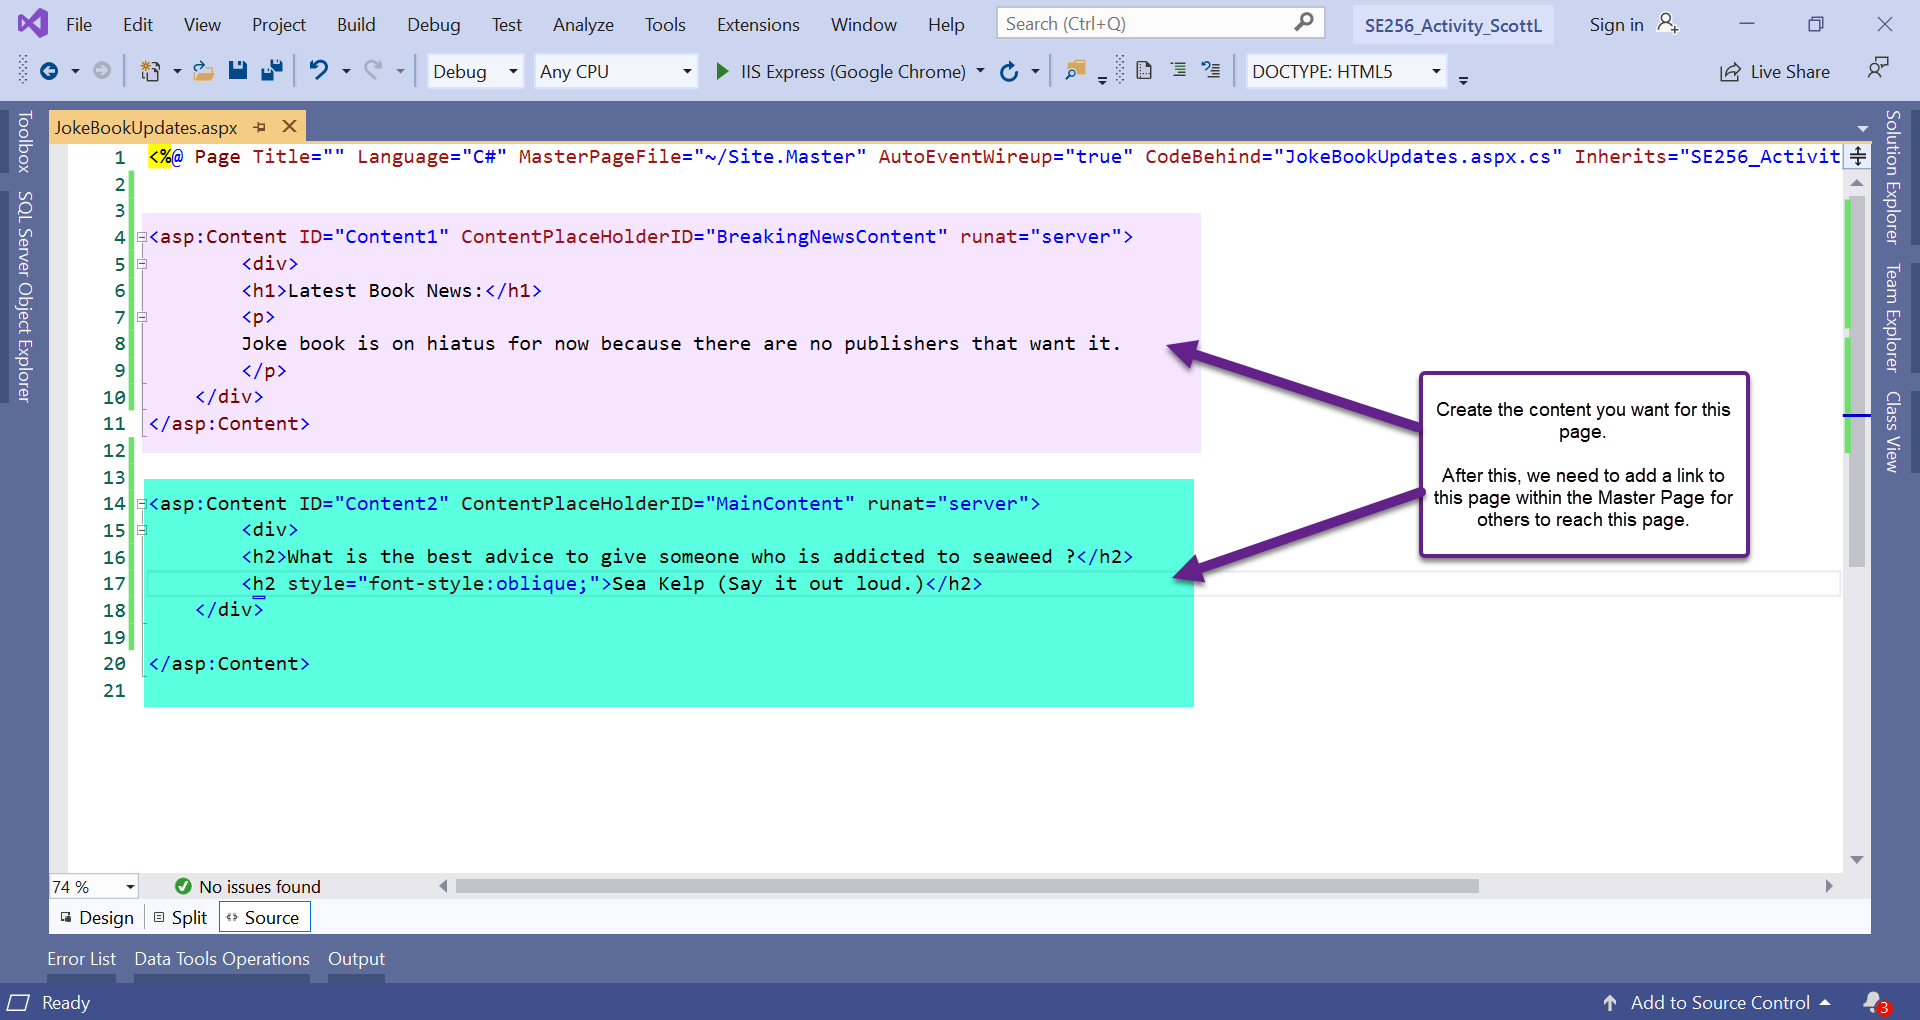 File Edit View Project Build Debug Test Analyze Tools Extensions Window Help Search (Ctrl+Q) SE256_Activity_ScottL Sign in
Debug Any CPU IIS Express (Google Chrome) DOCTYPE: HTML5 Live Share
Toolbox
SQL Server Object Explorer
JokeBookUpdates.aspx
1 <%@ Page Title="" Language="C#" MasterPageFile="~/Site.Master" AutoEventWireup="true" CodeBehind="JokeBookUpdates.aspx.cs" Inherits="SE256_Activit
2
3
4 <asp:Content ID="Content1" ContentPlaceHolderID="BreakingNewsContent" runat="server">
5 <div>
6 <h1>Latest Book News:</h1>
7 <p>
8 Joke book is on hiatus for now because there are no publishers that want it.
9 </p>
10 </div>
11 </asp:Content>
12
13
14 <asp:Content ID="Content2" ContentPlaceHolderID="MainContent" runat="server">
15 <div>
16 <h2>What is the best advice to give someone who is addicted to seaweed ?</h2>
17 <h2 style="font-style:oblique;">Sea Kelp (Say it out loud.)</h2>
18 </div>
19
20 </asp:Content>
21
Create the content you want for this
page.
After this, we need to add a link to
this page within the Master Page for
others to reach this page.
Solution Explorer
Team Explorer
Class View
74 % No issues found
Design Split Source
Error List Data Tools Operations Output
Ready Add to Source Control 3